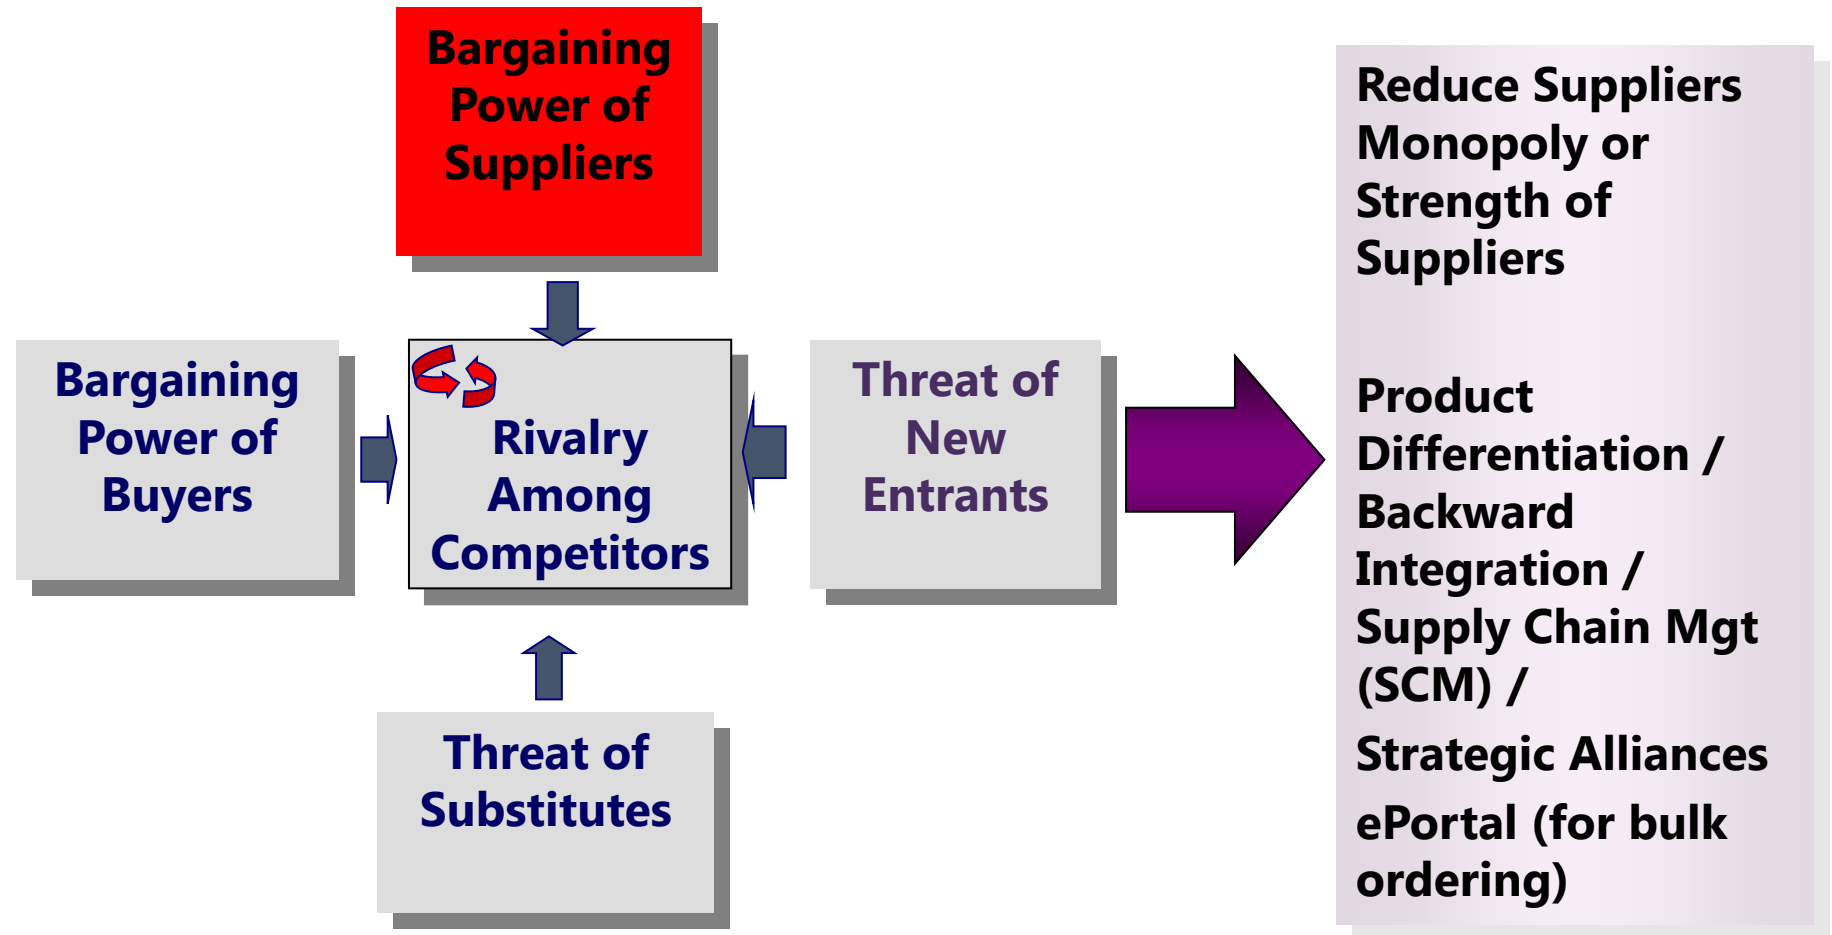 Bargaining
Power of
Suppliers
Bargaining
Power of
Buyers
Rivalry
Among
Competitors
Threat of
New
Entrants
Threat of
Substitutes
Reduce Suppliers
Monopoly or
Strength of
Suppliers
Product
Differentiation /
Backward
Integration /
Supply Chain Mgt
(SCM) /
Strategic Alliances
ePortal (for bulk
ordering)